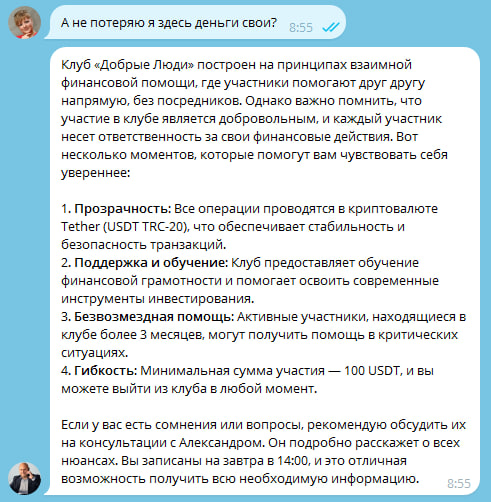 А не потеряю я здесь деньги свои?
8:55
Клуб «Добрые Люди» построен на принципах взаимной
финансовой помощи, где участники помогают друг другу
напрямую, без посредников. Однако важно помнить, что
участие в клубе является добровольным, и каждый участник
несет ответственность за свои финансовые действия. Вот
несколько моментов, которые помогут вам чувствовать себя
увереннее:
1. Прозрачность: Все операции проводятся в криптовалюте
Tether (USDT TRC-20), что обеспечивает стабильность и
безопасность транзакций.
2. Поддержка и обучение: Клуб предоставляет обучение
финансовой грамотности и помогает освоить современные
инструменты инвестирования.
3. Безвозмездная помощь: Активные участники, находящиеся в
клубе более 3 месяцев, могут получить помощь в критических
ситуациях.
4. Гибкость: Минимальная сумма участия — 100 USDT, и вы
можете выйти из клуба в любой момент.
Если у вас есть сомнения или вопросы, рекомендую обсудить их
на консультации с Александром. Он подробно расскажет о всех
нюансах. Вы записаны на завтра в 14:00, и это отличная
возможность получить всю необходимую информацию.
8:55